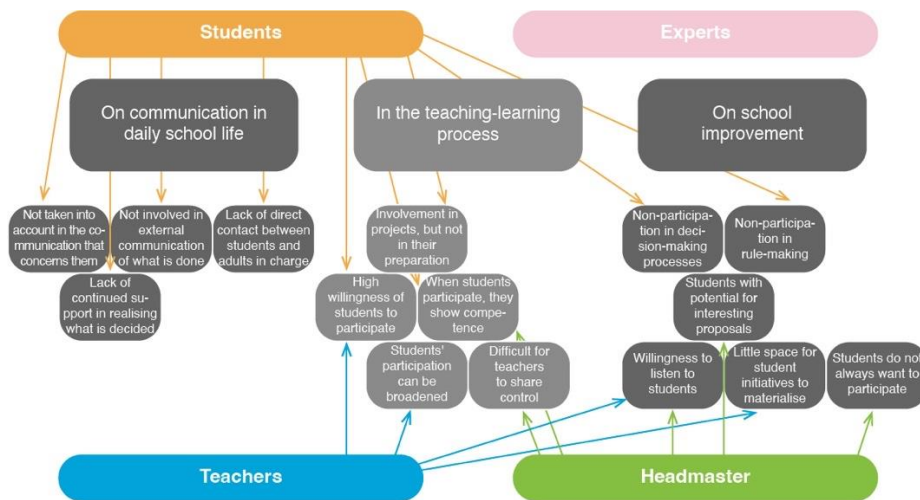 Students
Experts
On communication in
daily school life
In the teaching-learning
process
On school
improvement
Not taken into
account in the co-
mmunication that
concerns them
Not involved in
external
communication
of what is done
Lack of direct
contact between
students and
adults in charge
Lack of
continued su-
pport in realising
what is decided
Involvement in
projects, but not
in their
preparation
High
willingness of
students to
participate
When students
participate, they
show compe-
tence
Students'
participation
can be
broadened
Difficult for
teachers
to share
control
Non-participa-
tion in deci-
sion-making
processes
Non-participa-
tion in
rule-making
Students with
potential for
interesting
proposals
Willingness to
listen to
students
Little space for
student
initiatives to
materialise
Students do not
always want to
participate
Teachers
Headmaster